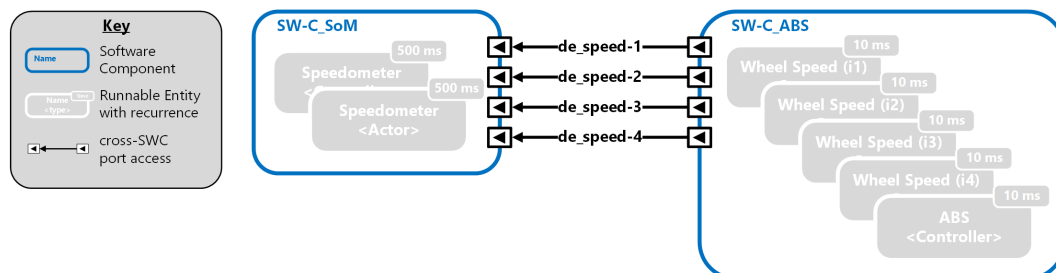 Key
Name
Software
Component
Name
<type>
Runnable Entity
with recurrence
cross-SWC
port access
SW-C_SoM
500 ms
Speedometer
500 ms
Speedometer
<Actor>
de_speed-1
de_speed-2
de_speed-3
de_speed-4
SW-C_ABS
10 ms
Wheel Speed (i1)
10 ms
Wheel Speed (i2)
10 ms
Wheel Speed (i3)
10 ms
Wheel Speed (i4)
10 ms
ABS
<Controller>